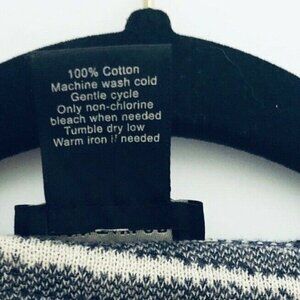 100% Cotton
Machine wash cold
Gentle cycle
Only non-chlorine
bleach when needed
Tumble dry low
Warm iron if needed